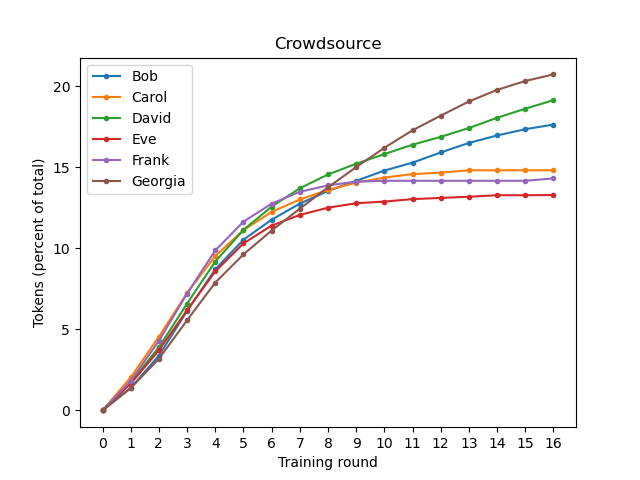 Crowdsource
Bob
Carol
David
Eve
Frank
Georgia
Tokens (percent of total)
20
15
10
5
0
0 1 2 3 4 5 6 7 8 9 10 11 12 13 14 15 16
Training round